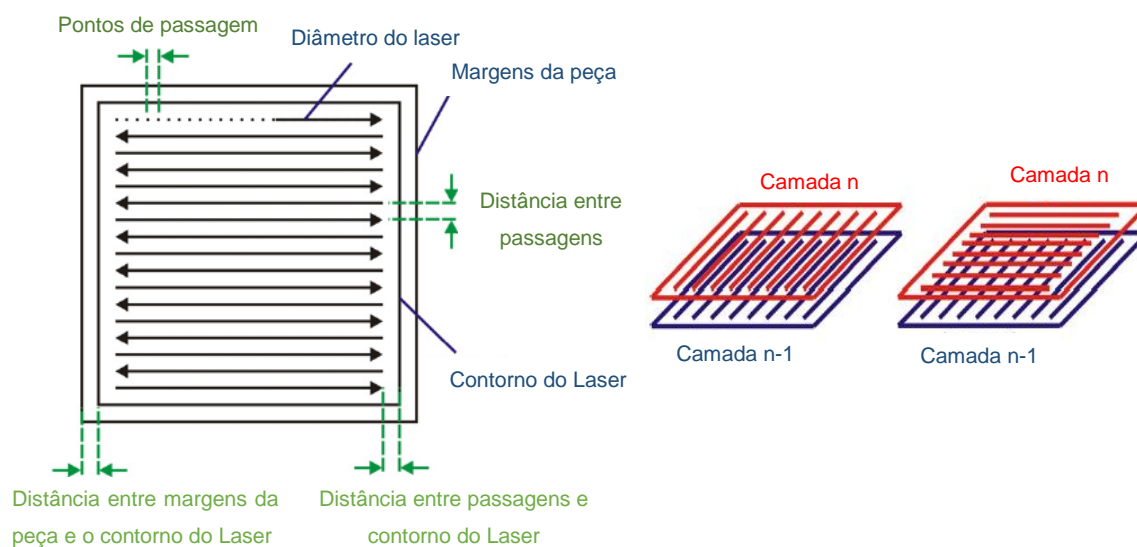 Pontos de passagem
Diâmetro do laser
Margens da peça
Distância entre
passagens
Contorno do Laser
Distância entre margens da
peça e o contorno do Laser
Distância entre passagens e
contorno do Laser
Camada n
Camada n-1
Camada n
Camada n-1